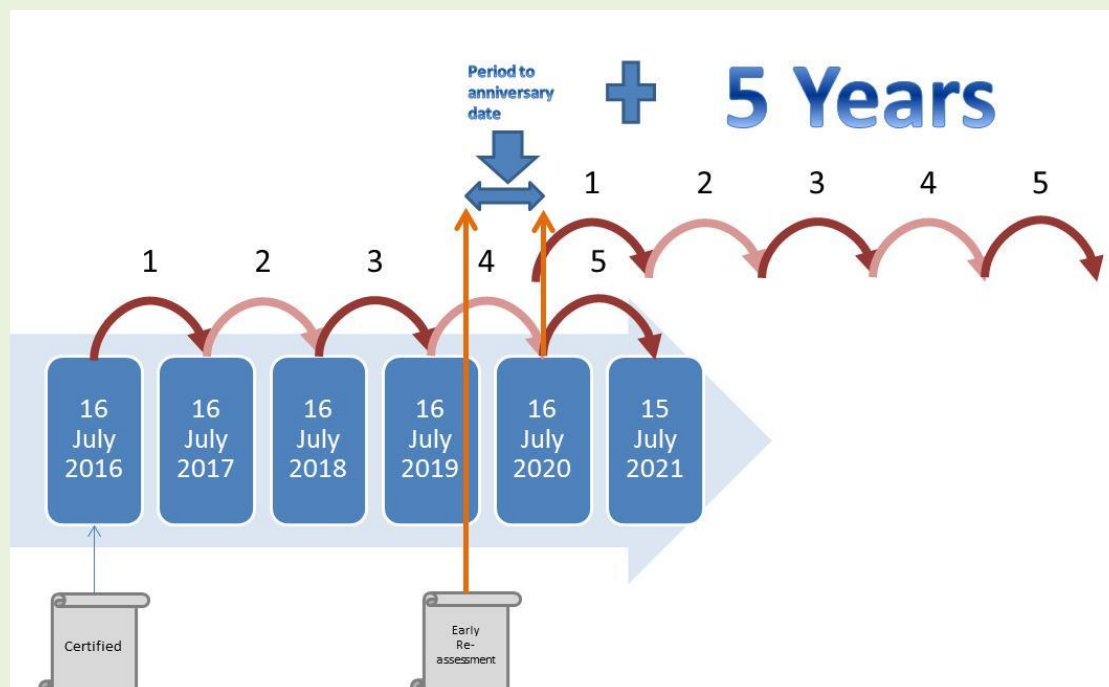 Period to
anniversary
date
5 Years
1 2 3 4 5
1 2 3 4 5
16
July
2016
16
July
2017
16
July
2018
16
July
2019
16
July
2020
15
July
2021
Certified
Early
Re-
assessment